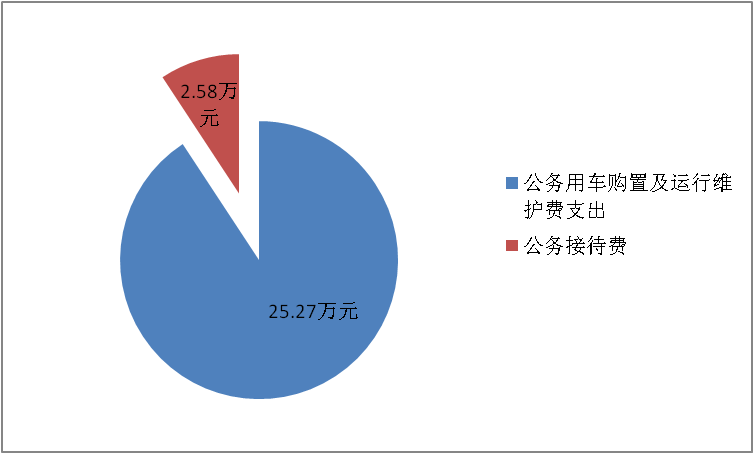 2.58万
元
25.27万元
公务用车购置及运行维
护费支出
公务接待费